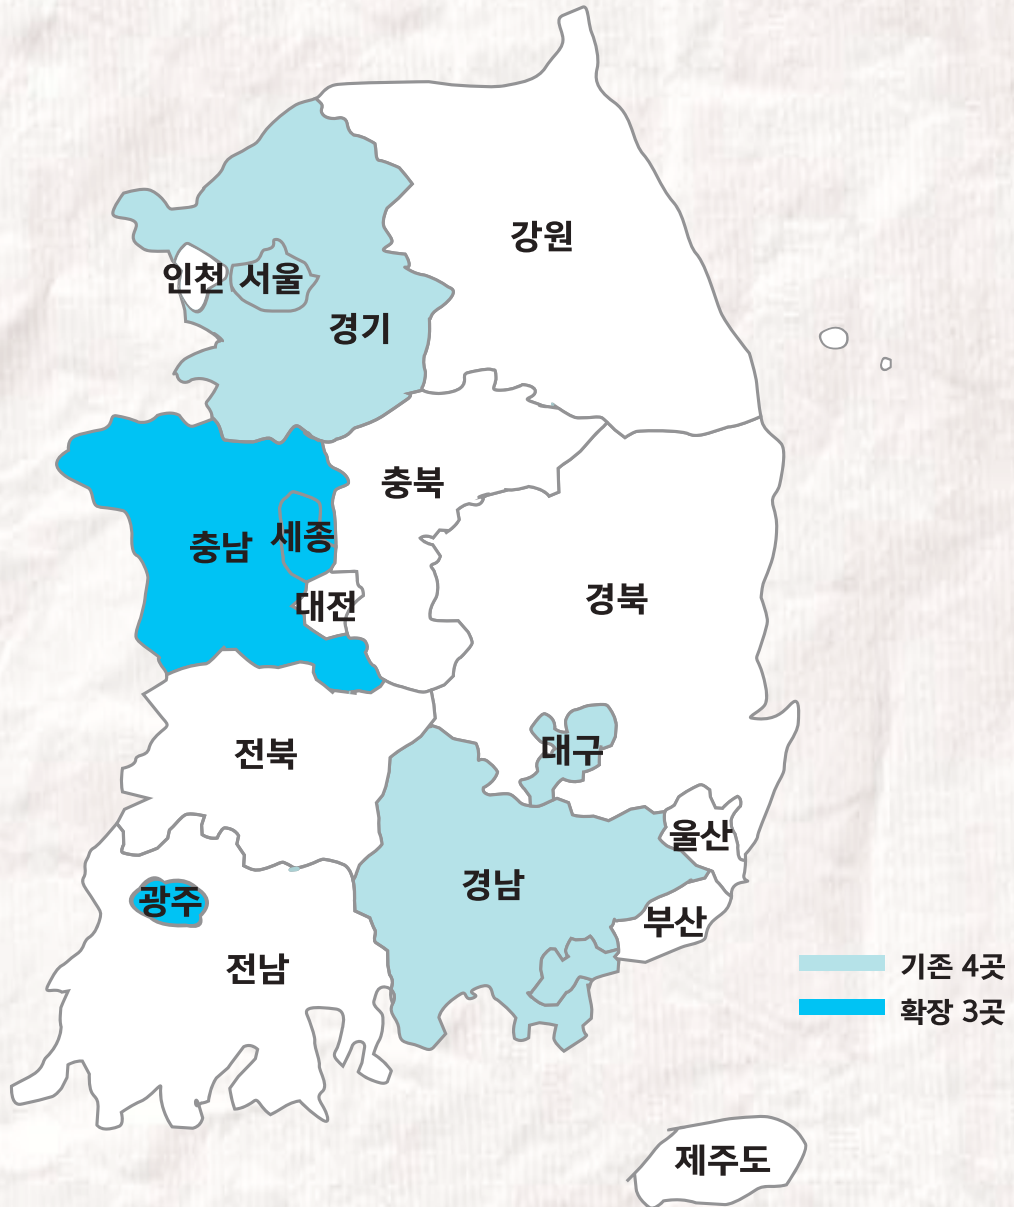 강원
인천 서울
경기
충북
충남 세종
대전
경북
전북
대구
울산
경남
광주
부산
전남
기존 4곳
확장 3곳
제주도